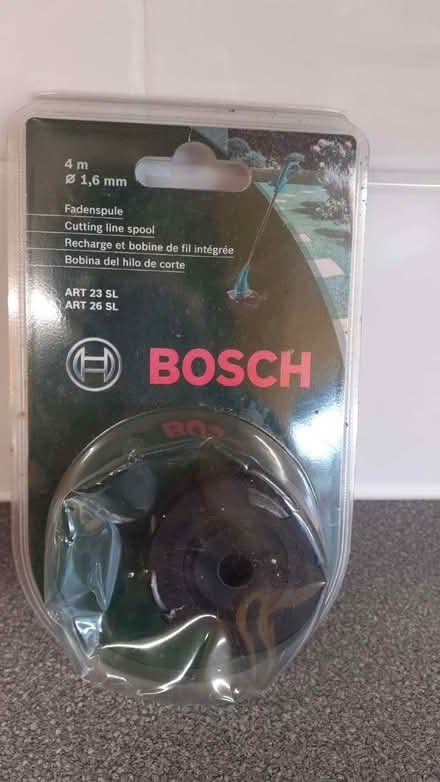 4 m
Ø 1,6 mm
Fadenspule
Cutting line spool
Recharge et bobine de fil intégrée
Bobina del hilo de corte
ART 23 SL
ART 26 SL
BOSCH